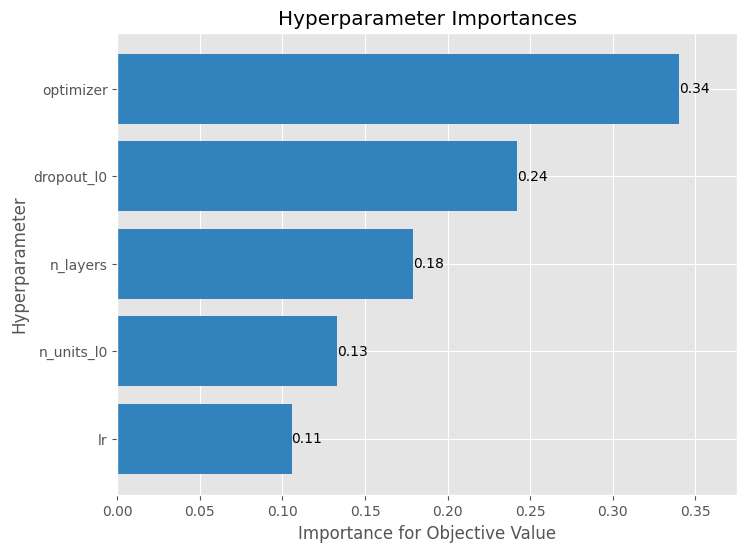 Hyperparameter Importances
Hyperparameter
optimizer
0.34
dropout_l0
0.24
n_layers
0.18
n_units_l0
0.13
lr
0.11
0.00 0.05 0.10 0.15 0.20 0.25 0.30 0.35
Importance for Objective Value